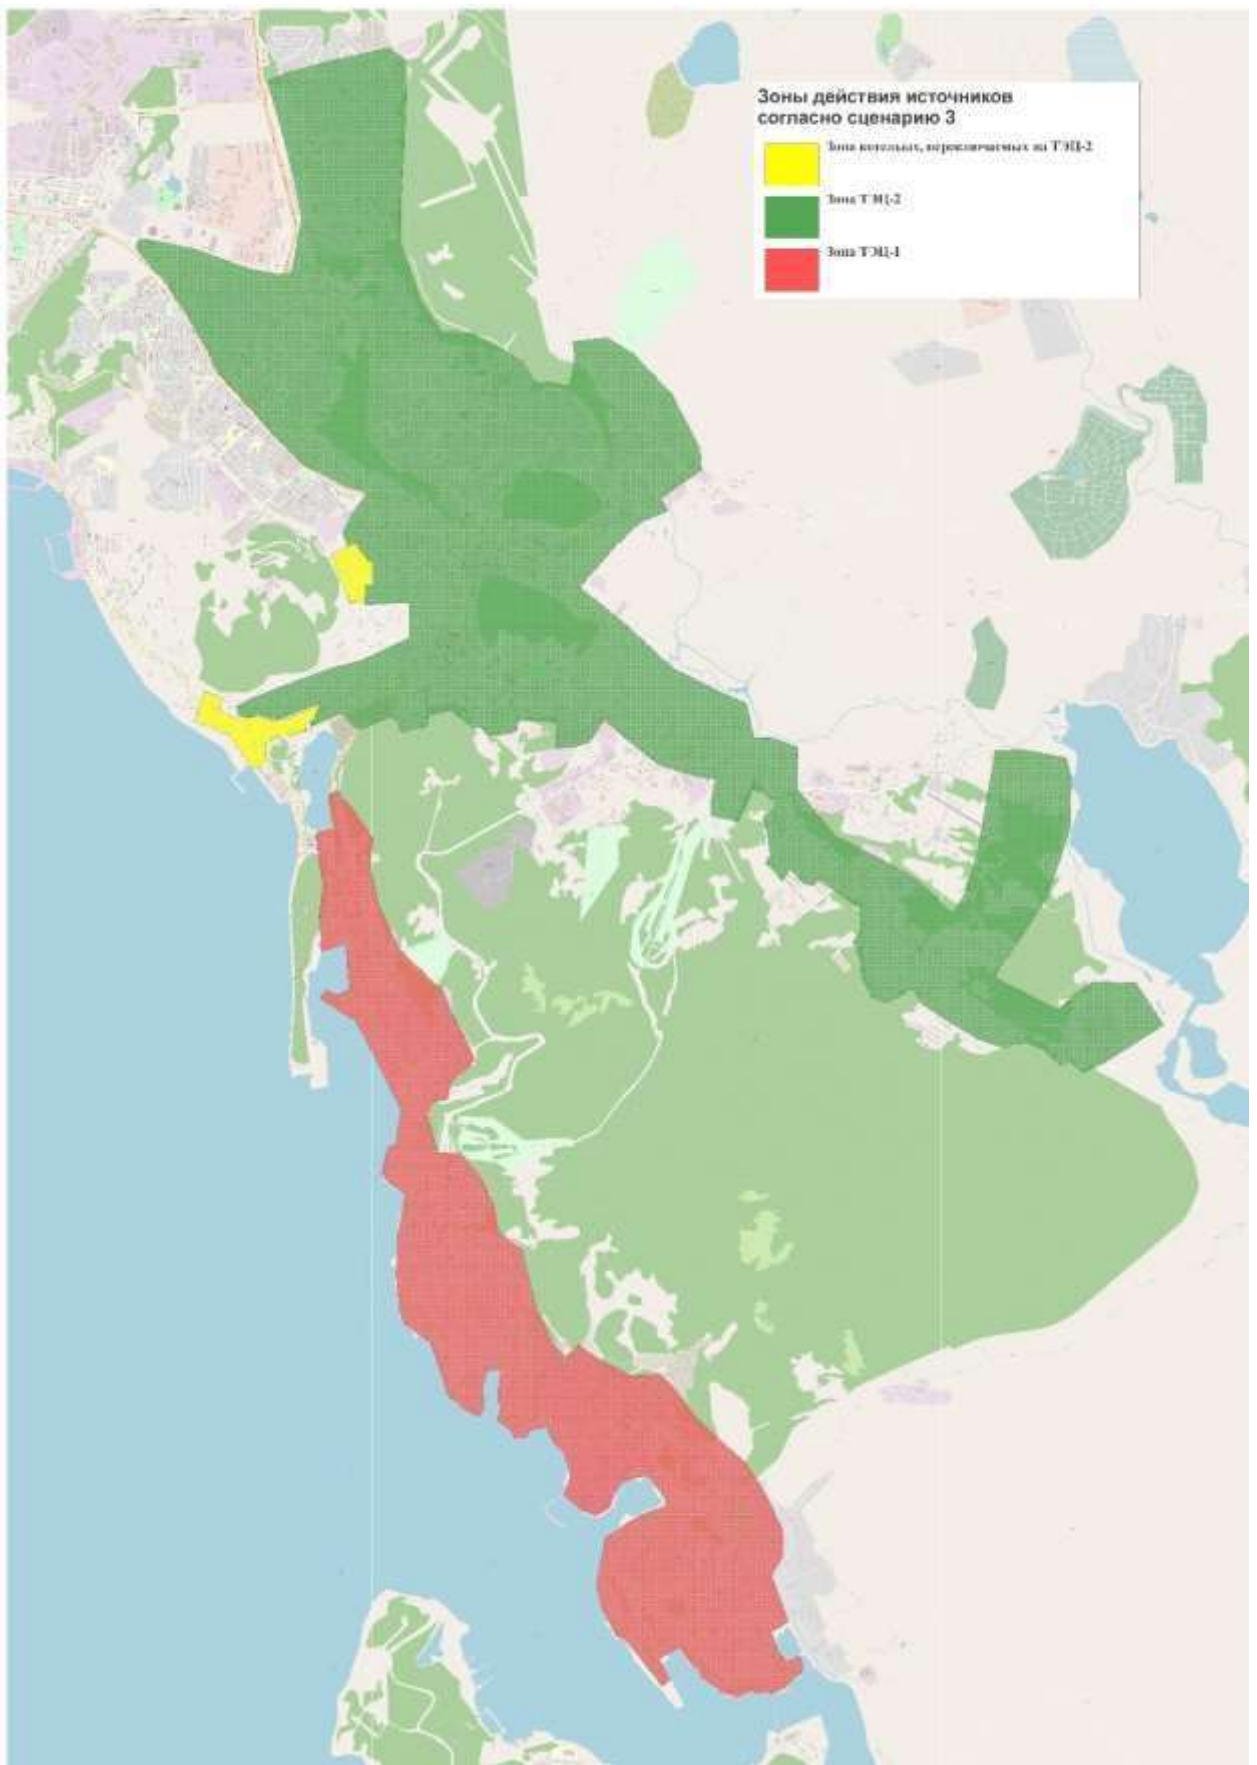 Зоны действия источников
согласно сценарию 3
Зона котельных, переключаемых на ТЭЦ-2
Зона ТЭЦ-2
Зона ТЭЦ-1